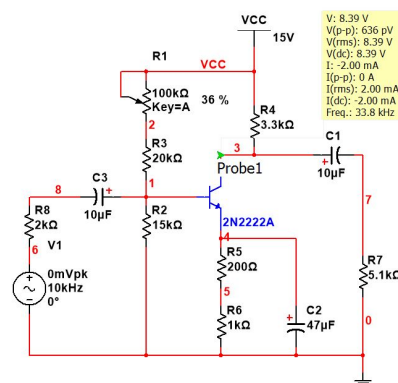 VCC
15V
V: 8.39 V
V(p-p): 636 pV
V(rms): 8.39 V
V(dc): 8.39 V
I: -2.00 mA
I(p-p): 0 A
I(rms): 2.00 mA
I(dc): -2.00 mA
Freq.: 33.8 kHz
R1
VCC
100kΩ
Key=A
36 %
2
R4
3.3kΩ
R3
20kΩ
3
C1
10µF
Probe1
8
C3
10µF
1
R8
2kΩ
6
V1
R2
15kΩ
2N2222A
7
4
R5
200Ω
5
0mVpk
10kHz
0°
R7
5.1kΩ
R6
1kΩ
C2
47µF
0